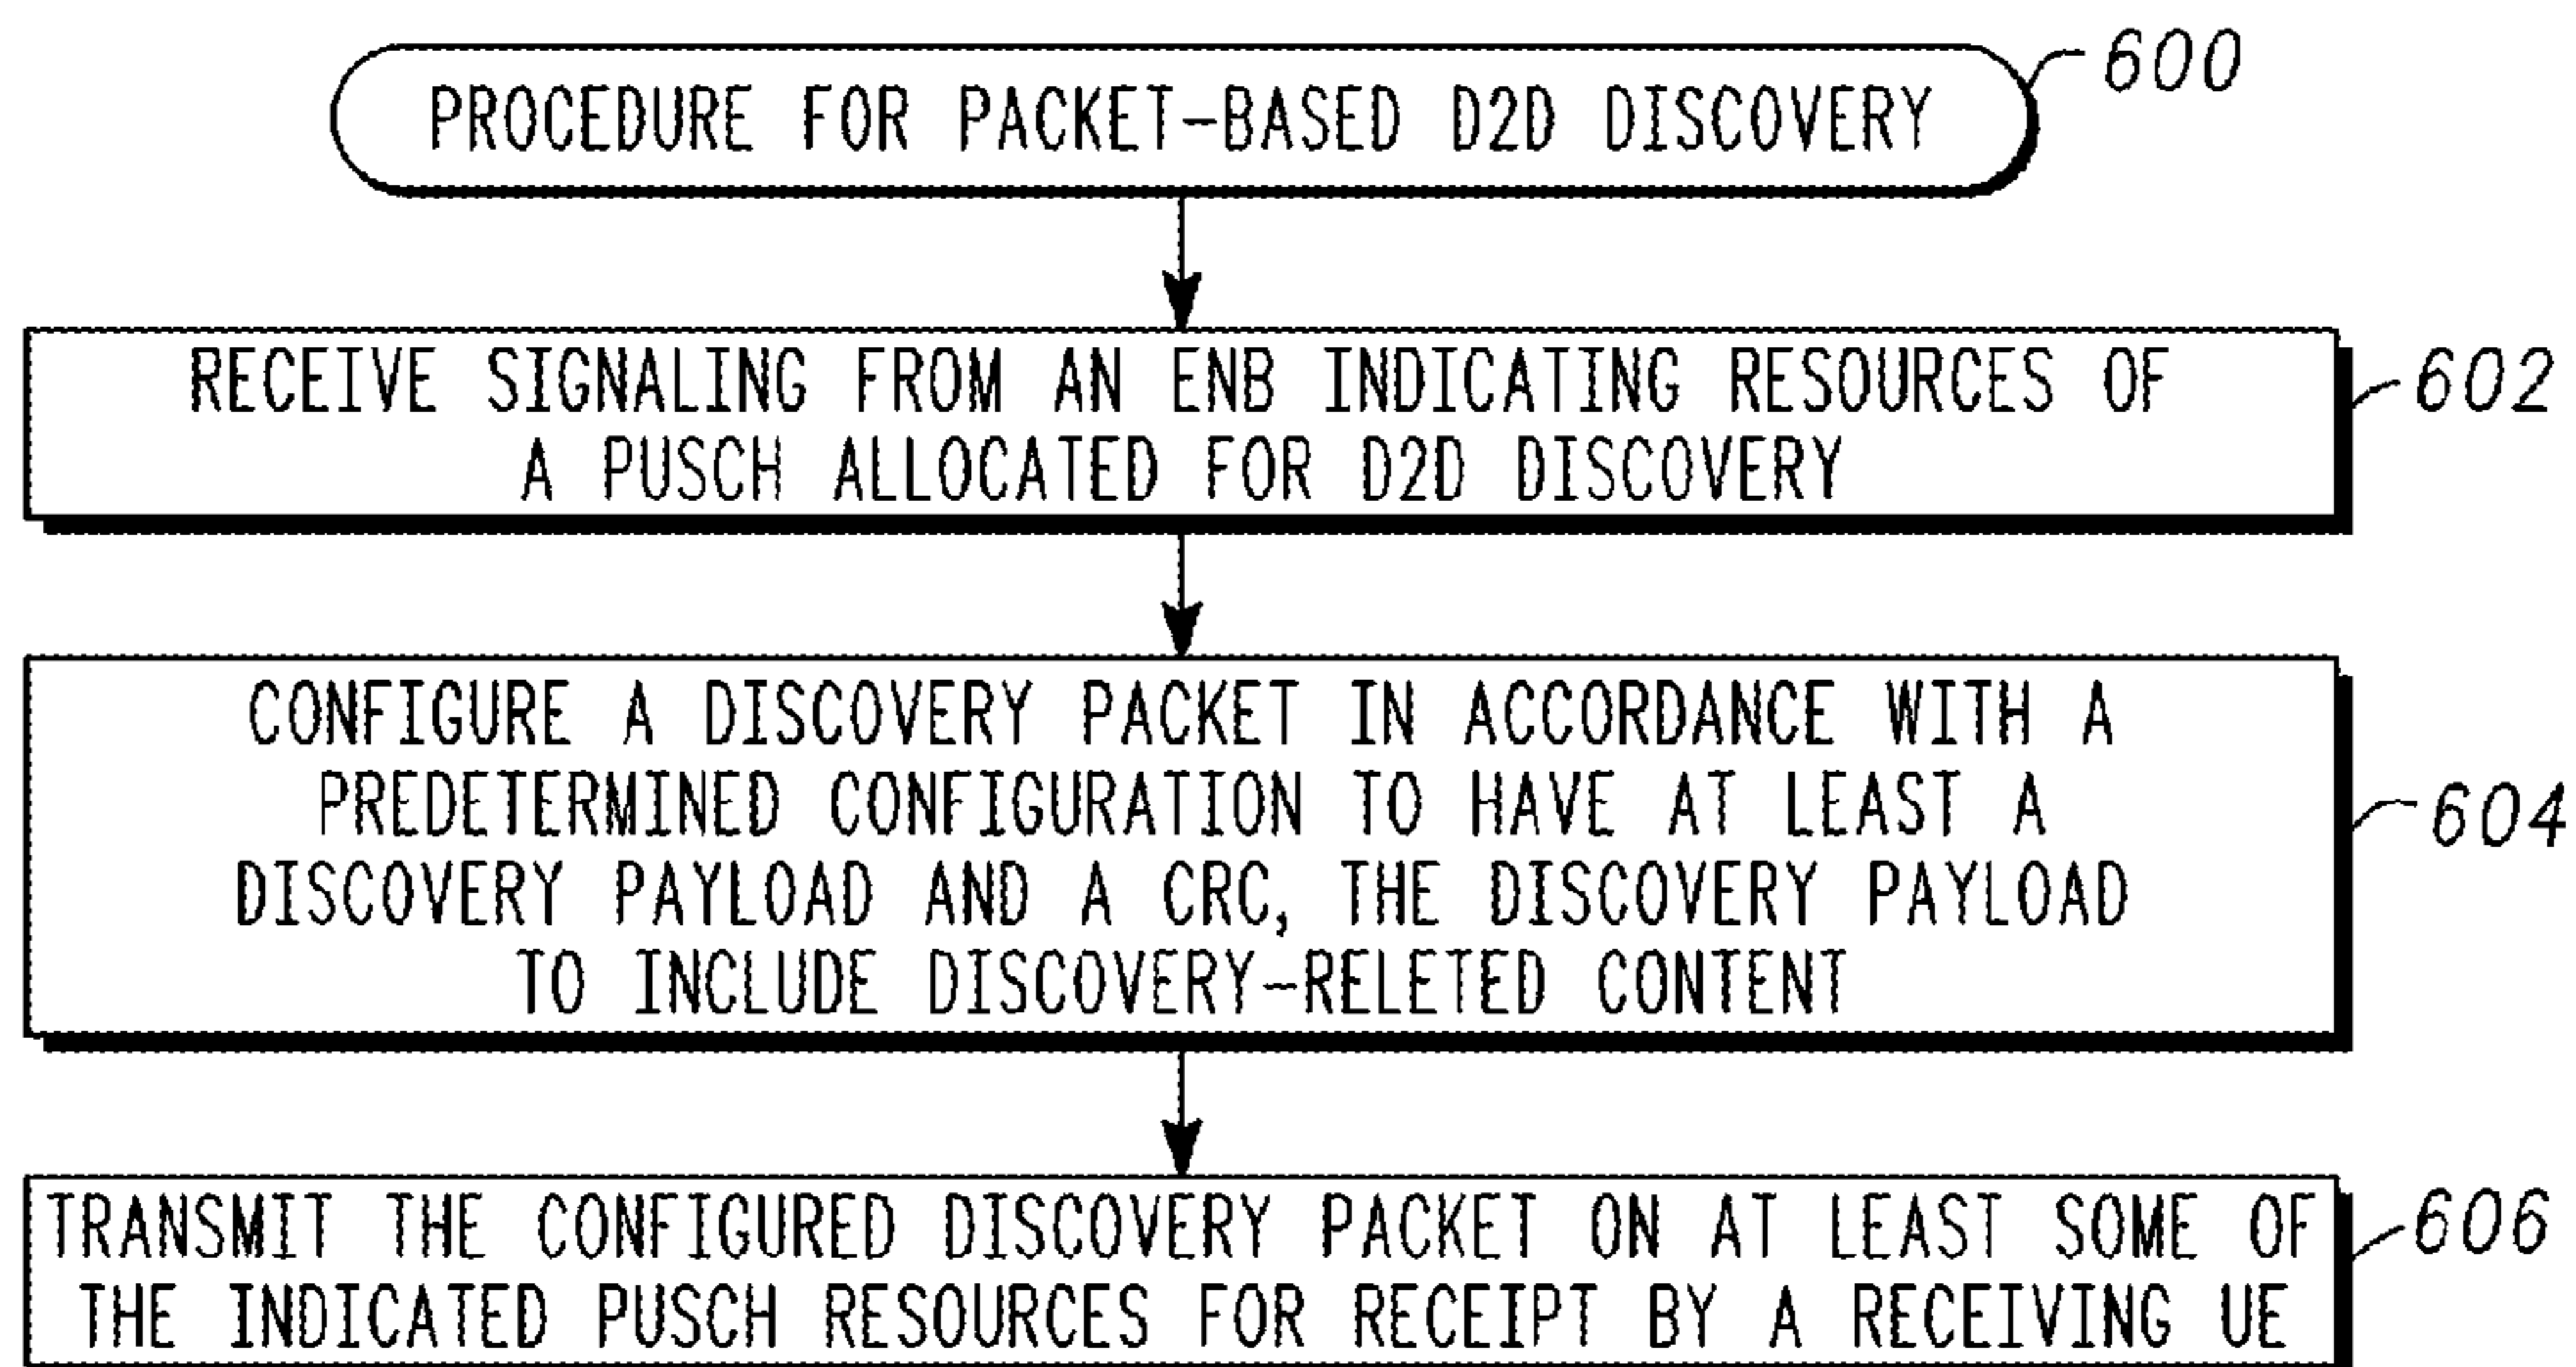 PROCEDURE FOR PACKET-BASED D2D DISCOVERY
600
RECEIVE SIGNALING FROM AN ENB INDICATING RESOURCES OF
A PUSCH ALLOCATED FOR D2D DISCOVERY
602
CONFIGURE A DISCOVERY PACKET IN ACCORDANCE WITH A
PREDETERMINED CONFIGURATION TO HAVE AT LEAST A
DISCOVERY PAYLOAD AND A CRC, THE DISCOVERY PAYLOAD
TO INCLUDE DISCOVERY-RELETED CONTENT
604
TRANSMIT THE CONFIGURED DISCOVERY PACKET ON AT LEAST SOME OF
THE INDICATED PUSCH RESOURCES FOR RECEIPT BY A RECEIVING UE
606